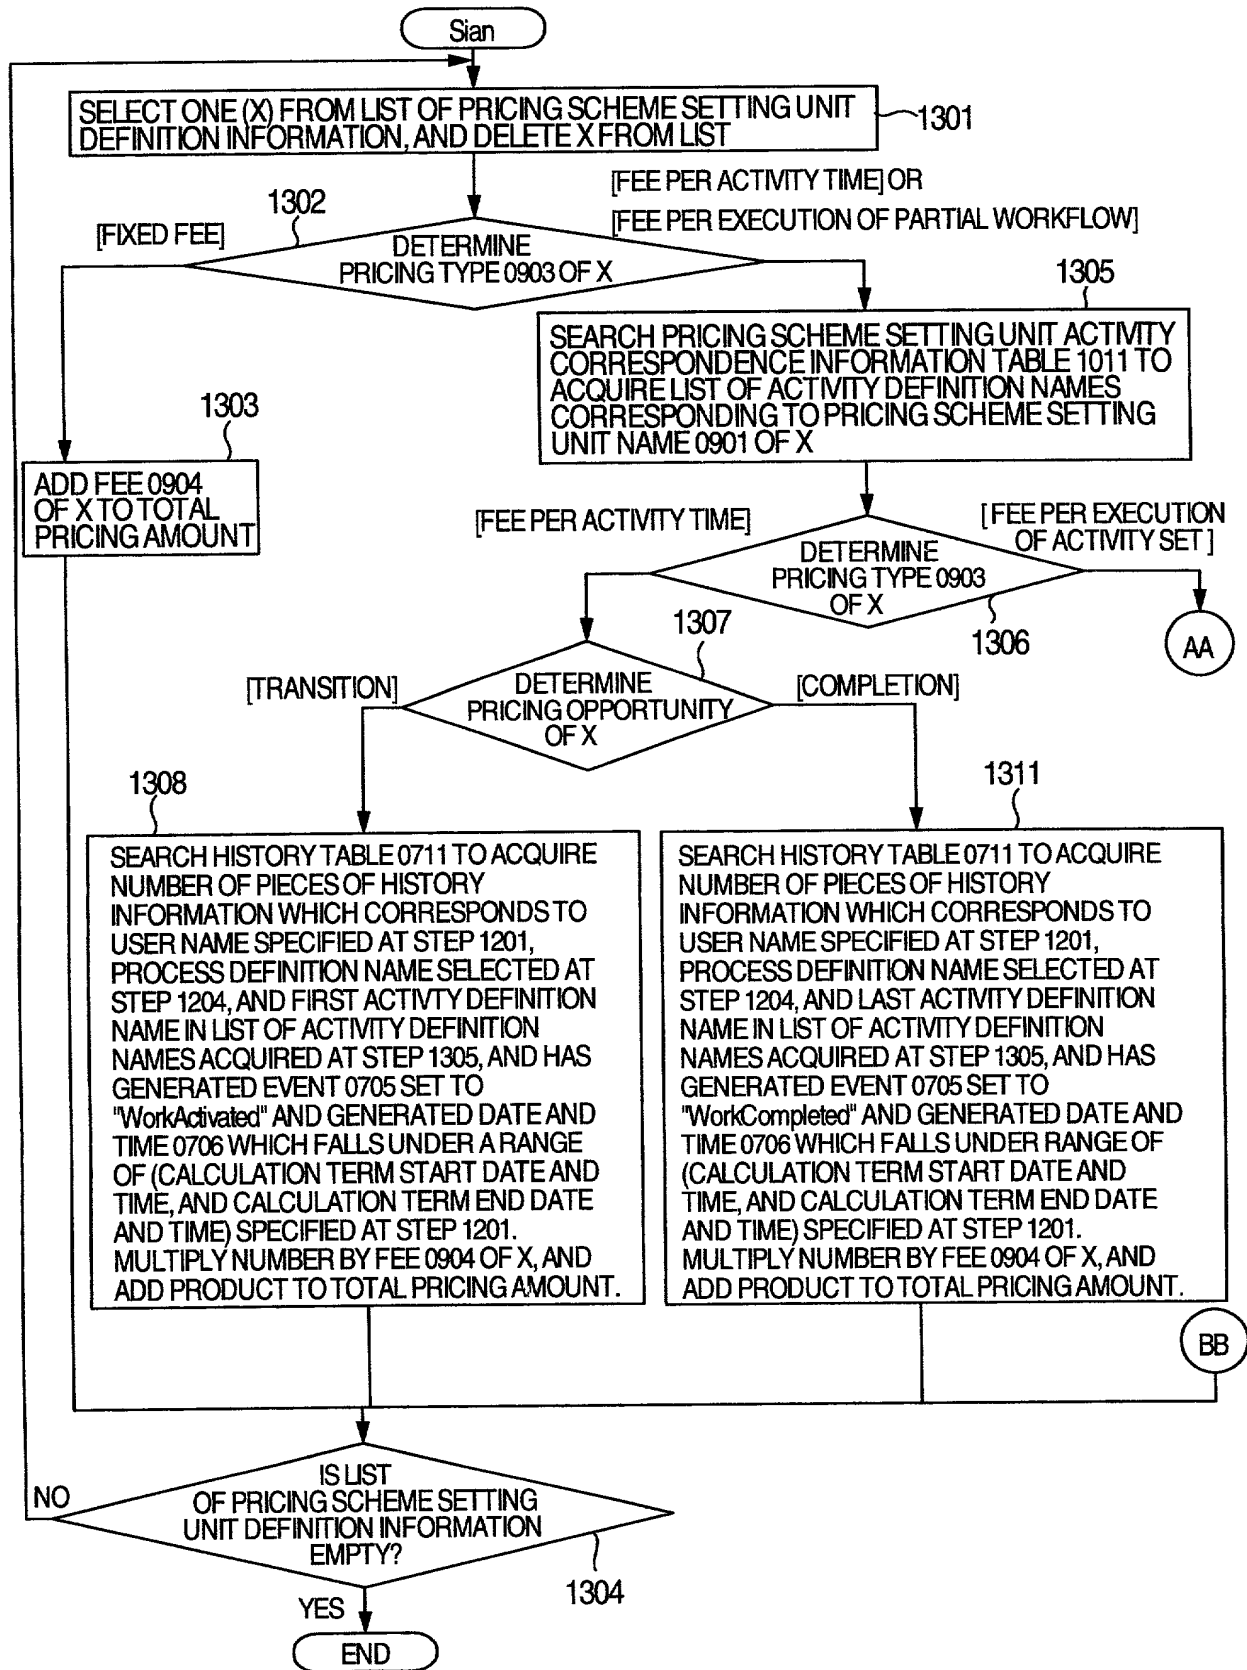 Sian
SELECT ONE (X) FROM LIST OF PRICING SCHEME SETTING UNIT
DEFINITION INFORMATION, AND DELETE X FROM LIST
1301
[FEE PER ACTIVITY TIME] OR
[FEE PER EXECUTION OF PARTIAL WORKFLOW]
1302
[FIXED FEE]
DETERMINE
PRICING TYPE 0903 OF X
1305
SEARCH PRICING SCHEME SETTING UNIT ACTIVITY
CORRESPONDENCE INFORMATION TABLE 1011 TO
ACQUIRE LIST OF ACTIVITY DEFINITION NAMES
CORRESPONDING TO PRICING SCHEME SETTING
UNIT NAME 0901 OF X
1303
ADD FEE 0904
OF X TO TOTAL
PRICING AMOUNT
[FEE PER ACTIVITY TIME]
[ FEE PER EXECUTION
OF ACTIVITY SET ]
DETERMINE
PRICING TYPE 0903
OF X
1306
AA
1307
[TRANSITION]
DETERMINE
PRICING OPPORTUNITY
OF X
[COMPLETION]
1308
SEARCH HISTORY TABLE 0711 TO ACQUIRE
NUMBER OF PIECES OF HISTORY
INFORMATION WHICH CORRESPONDS TO
USER NAME SPECIFIED AT STEP 1201,
PROCESS DEFINITION NAME SELECTED AT
STEP 1204, AND FIRST ACTIVTY DEFINITION
NAME IN LIST OF ACTIVITY DEFINITION
NAMES ACQUIRED AT STEP 1305, AND HAS
GENERATED EVENT 0705 SET TO
"WorkActivated" AND GENERATED DATE AND
TIME 0706 WHICH FALLS UNDER A RANGE
OF (CALCULATION TERM START DATE AND
TIME, AND CALCULATION TERM END DATE
AND TIME) SPECIFIED AT STEP 1201.
MULTIPLY NUMBER BY FEE 0904 OF X, AND
ADD PRODUCT TO TOTAL PRICING AMOUNT.
1311
SEARCH HISTORY TABLE 0711 TO ACQUIRE
NUMBER OF PIECES OF HISTORY
INFORMATION WHICH CORRESPONDS TO
USER NAME SPECIFIED AT STEP 1201,
PROCESS DEFINITION NAME SELECTED AT
STEP 1204, AND LAST ACTIVITY DEFINITION
NAME IN LIST OF ACTIVITY DEFINITION
NAMES ACQUIRED AT STEP 1305, AND HAS
GENERATED EVENT 0705 SET TO
"WorkCompleted" AND GENERATED DATE AND
TIME 0706 WHICH FALLS UNDER RANGE OF
(CALCULATION TERM START DATE AND
TIME, AND CALCULATION TERM END DATE
AND TIME) SPECIFIED AT STEP 1201.
MULTIPLY NUMBER BY FEE 0904 OF X, AND
ADD PRODUCT TO TOTAL PRICING AMOUNT.
BB
NO
IS LIST
OF PRICING SCHEME SETTING
UNIT DEFINITION INFORMATION
EMPTY?
1304
YES
END